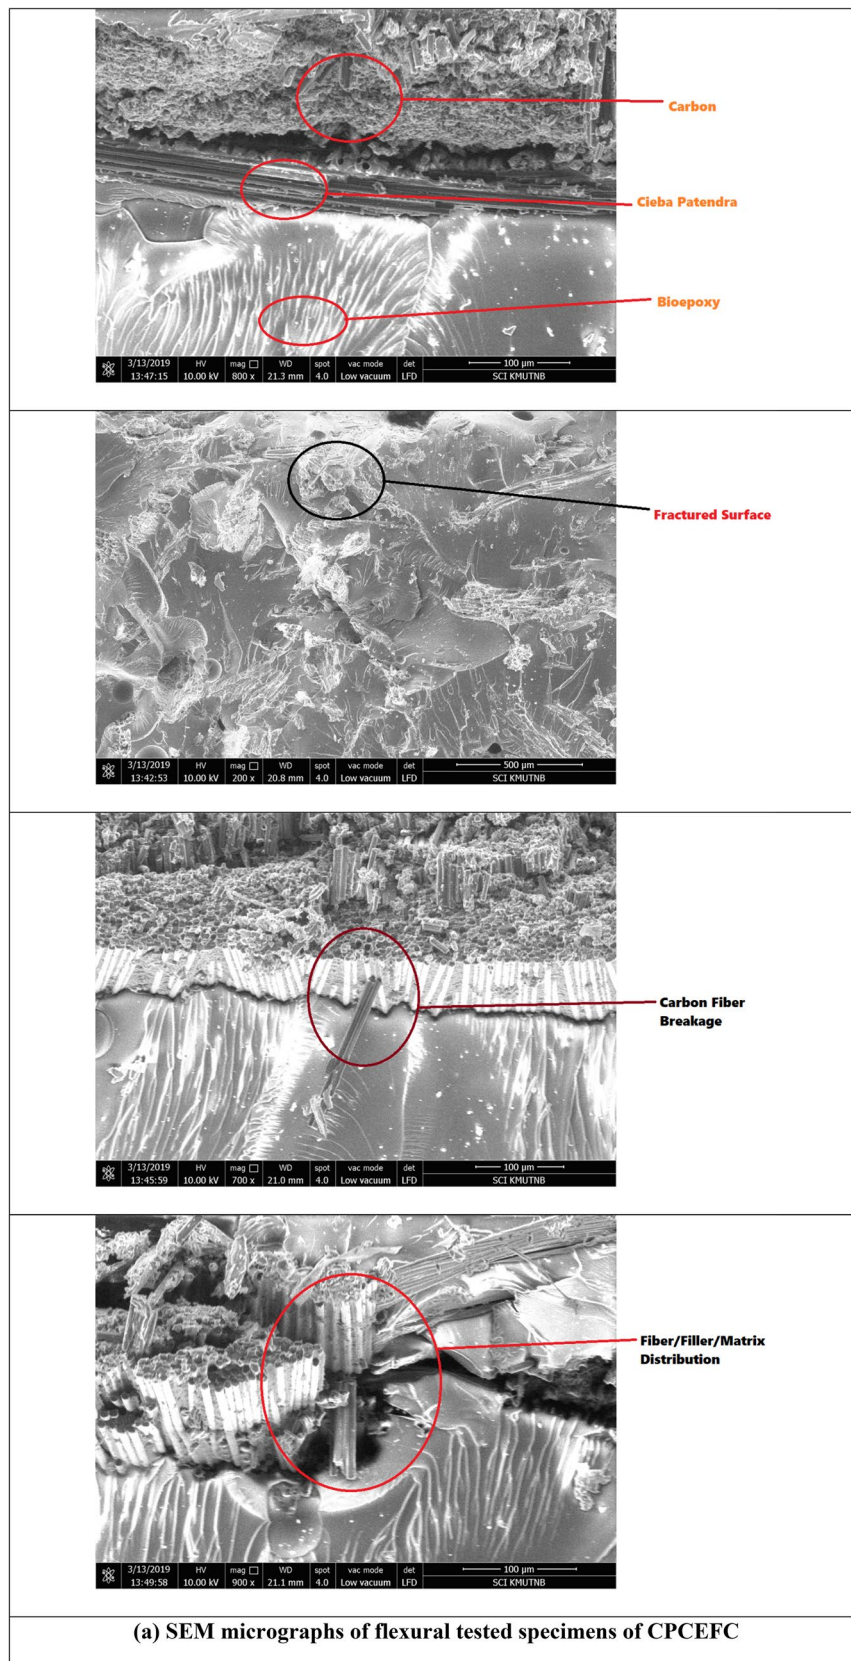 Carbon
Cieba Patendra
Bioepoxy
3/13/2019 HV mag WD spot vac mode det 100 µm
13:47:15 10.00 kV 800 x 21.3 mm 4.0 Low vacuum LFD SCI KMUTNB
Fractured Surface
3/13/2019 HV mag WD spot vac mode det 500 µm
13:42:53 10.00 kV 200 x 20.8 mm 4.0 Low vacuum LFD SCI KMUTNB
Carbon Fiber
Breakage
3/13/2019 HV mag WD spot vac mode det 100 µm
13:45:59 10.00 kV 700 x 21.0 mm 4.0 Low vacuum LFD SCI KMUTNB
Fiber/Filler/Matrix
Distribution
3/13/2019 HV mag WD spot vac mode det 100 µm
13:49:58 10.00 kV 900 x 21.1 mm 4.0 Low vacuum LFD SCI KMUTNB
(a) SEM micrographs of flexural tested specimens of CPCEFC